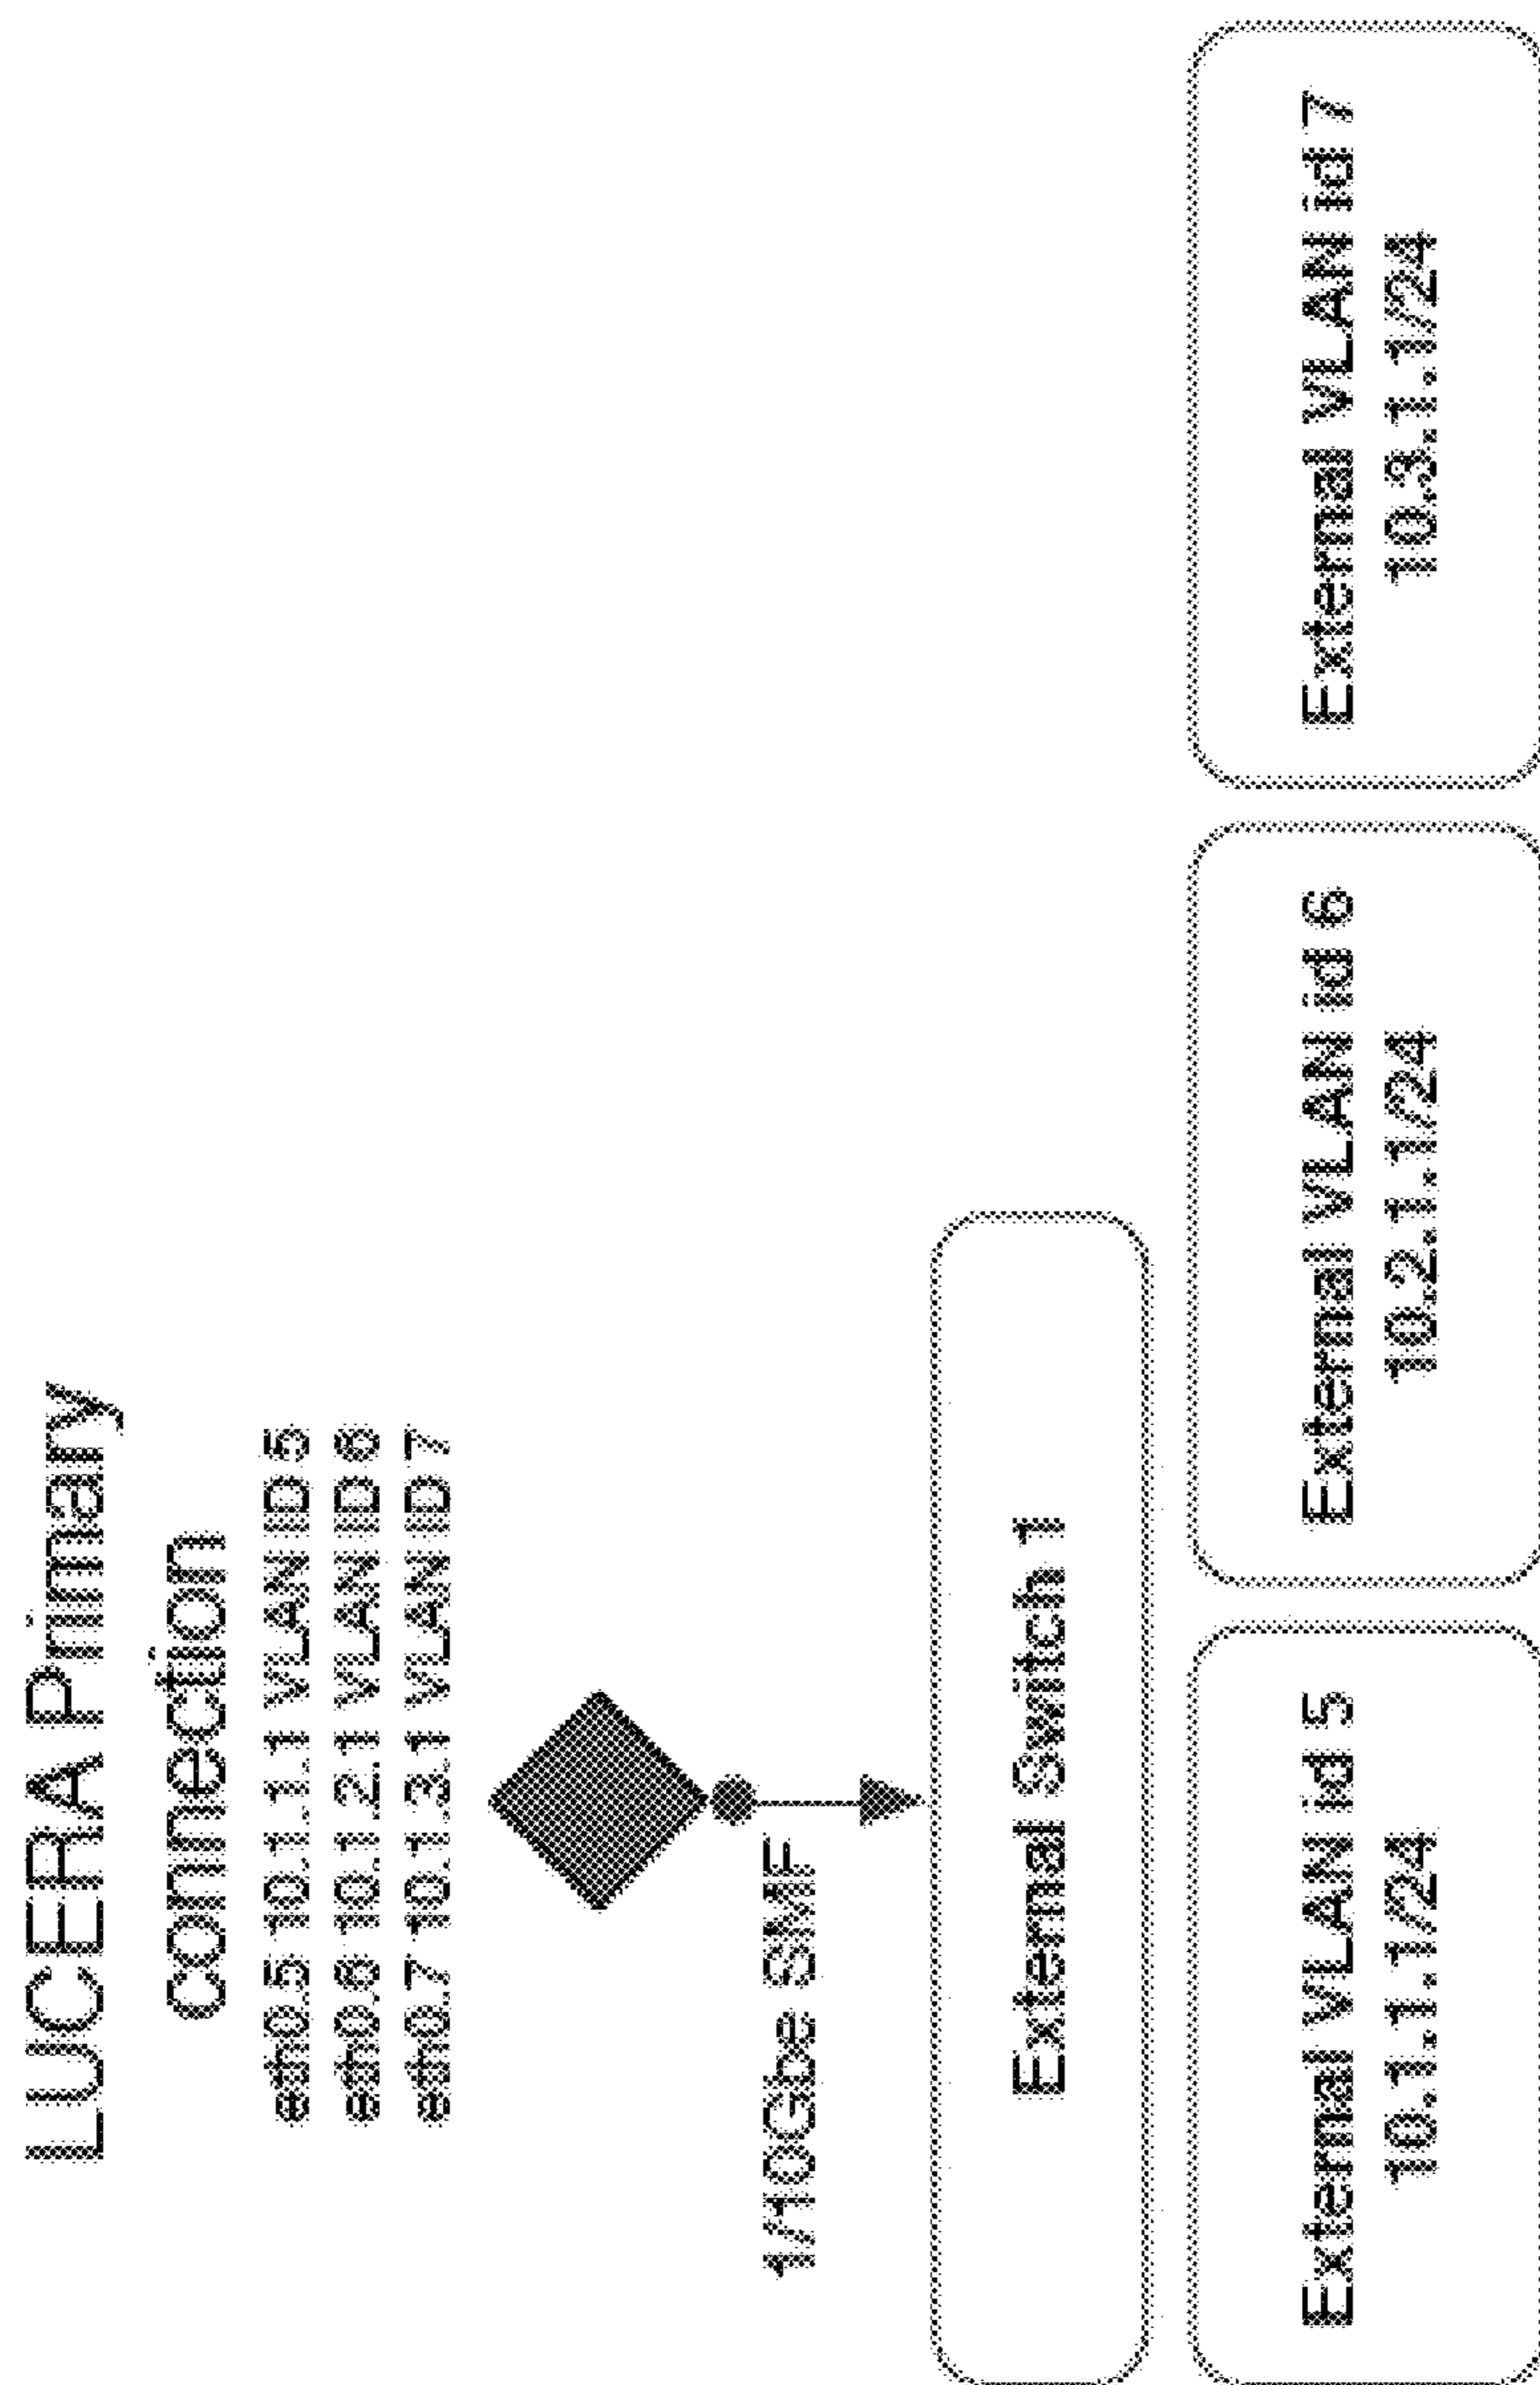 LUCERA Primary
connection
eth0.5 10.1.1.1 VLAN ID 5
eth0.6 10.1.2.1 VLAN ID 6
eth0.7 10.1.3.1 VLAN ID 7
1/10Gbe SMF
External Switch 1
External VLAN id 5
10.1.1.1/24
External VLAN id 6
10.2.1.1/24
External VLAN id 7
10.3.1.1/24